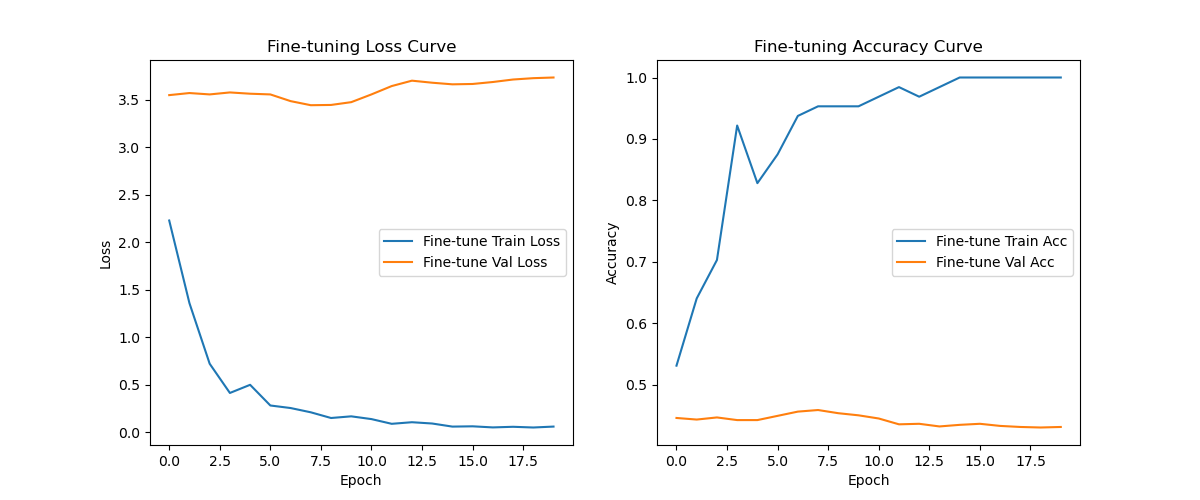 Fine-tuning Loss Curve
Loss
3.5
3.0
2.5
2.0
1.5
1.0
0.5
0.0
Fine-tune Train Loss
Fine-tune Val Loss
0.0 2.5 5.0 7.5 10.0 12.5 15.0 17.5
Epoch
Fine-tuning Accuracy Curve
Accuracy
1.0
0.9
0.8
0.7
0.6
0.5
Fine-tune Train Acc
Fine-tune Val Acc
0.0 2.5 5.0 7.5 10.0 12.5 15.0 17.5
Epoch